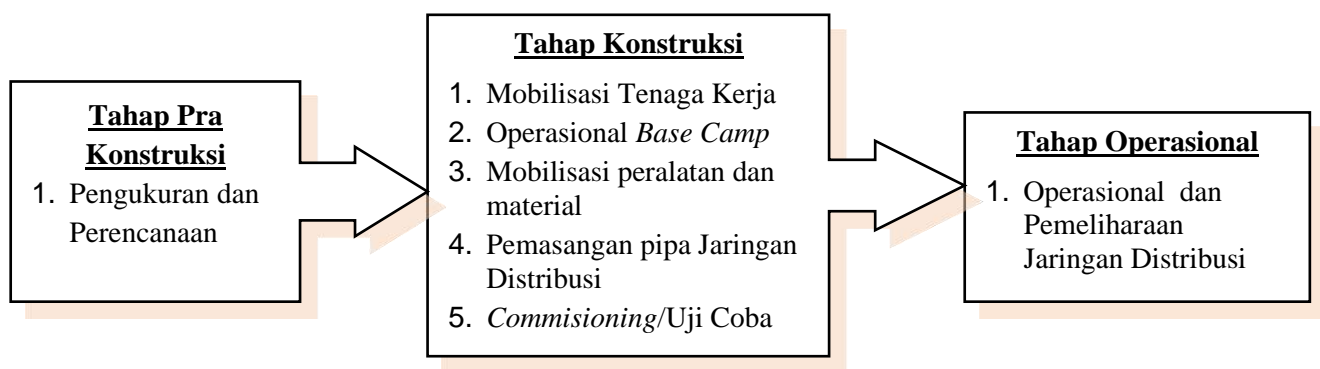 Tahap Pra
Konstruksi
1. Pengukuran dan
Perencanaan
Tahap Konstruksi
1. Mobilisasi Tenaga Kerja
2. Operasional Base Camp
3. Mobilisasi peralatan dan
material
4. Pemasangan pipa Jaringan
Distribusi
5. Commisioning/Uji Coba
Tahap Operasional
1. Operasional dan
Pemeliharaan
Jaringan Distribusi